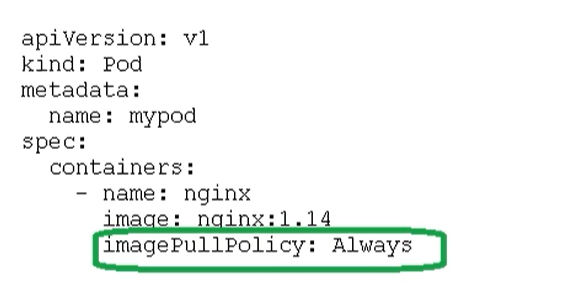 apiVersion: v1
kind: Pod
metadata:
  name: mypod
spec:
  containers:
    - name: nginx
      image: nginx:1.14
      imagePullPolicy: Always